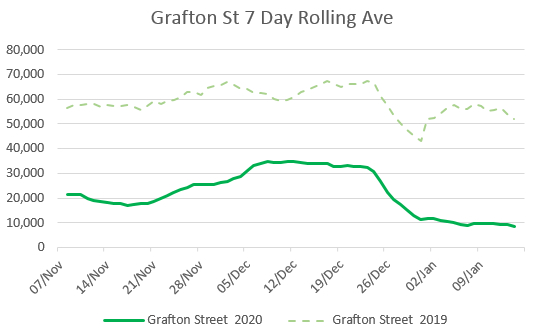 Grafton St 7 Day Rolling Ave
80,000
70,000
60,000
50,000
40,000
30,000
20,000
10,000
0
07/Nov
14/Nov
21/Nov
28/Nov
05/Dec
12/Dec
19/Dec
26/Dec
02/Jan
09/Jan
Grafton Street 2020
Grafton Street 2019